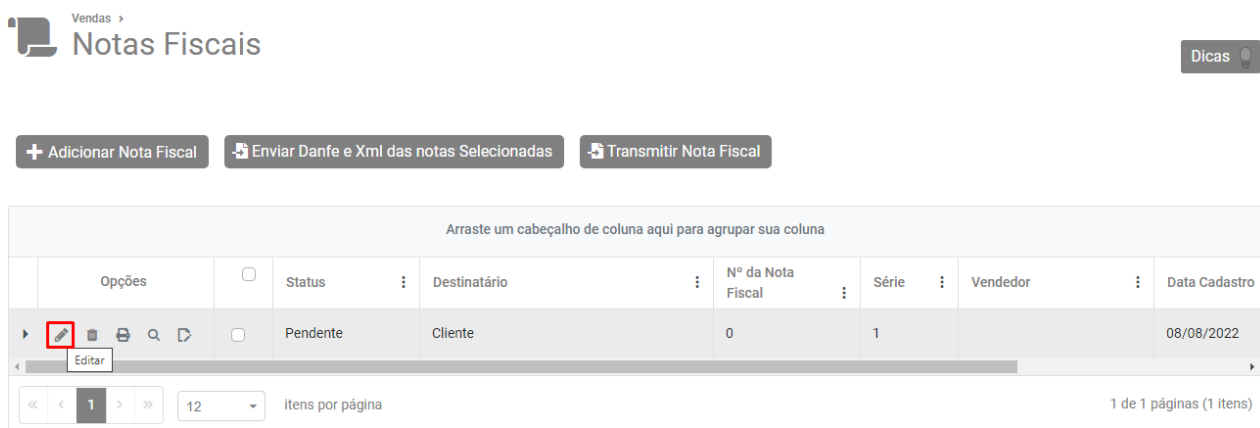 Vendas >
Notas Fiscais
Dicas
Adicionar Nota Fiscal
Enviar Danfe e Xml das notas Selecionadas
Transmitir Nota Fiscal
Arraste um cabeçalho de coluna aqui para agrupar sua coluna
Opções Status Destinatário Nº da Nota Fiscal Série Vendedor Data Cadastro
Pendente Cliente 0 1 08/08/2022
Editar
« < 1 > » 12 itens por página 1 de 1 páginas (1 itens)